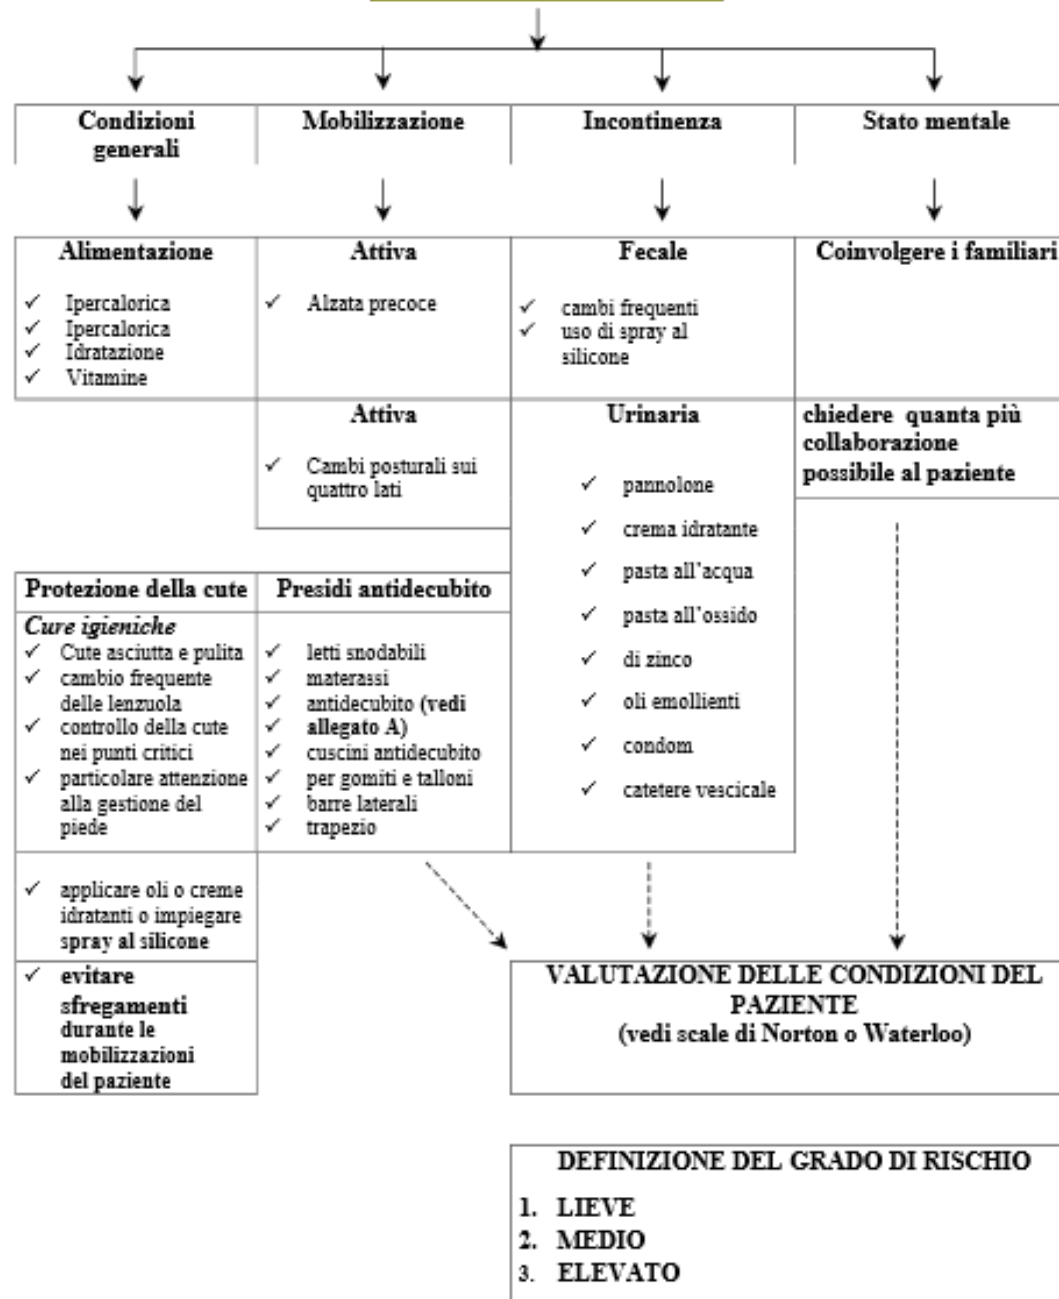 Condizioni
generali
Mobilizzazione
Incontinenza
Stato mentale
Alimentazione
✓ Ipercalorica
✓ Ipercalorica
✓ Idratazione
✓ Vitamine
Attiva
✓ Alzata precoce
Fecale
✓ cambi frequenti
✓ uso di spray al
silicone
Coinvolgere i familiari
Attiva
✓ Cambi posturali sui
quattro lati
Urinaria
✓ pannolone
✓ crema idratante
✓ pasta all'acqua
✓ pasta all'ossido
✓ di zinco
✓ oli emollienti
✓ condom
✓ catetere vescicale
chiedere quanta più
collaborazione
possibile al paziente
Protezione della cute
Cure igieniche
✓ Cute asciutta e pulita
✓ cambio frequente
delle lenzuola
✓ controllo della cute
nei punti critici
✓ particolare attenzione
alla gestione del
piede
✓ applicare oli o creme
idratanti o impiegare
spray al silicone
✓ evitare
sfregamenti
durante le
mobilizzazioni
del paziente
Presidi antidecubito
✓ letti snodabili
✓ materassi
✓ antidecubito (vedi
✓ allegato A)
✓ cuscini antidecubito
✓ per gomiti e talloni
✓ barre laterali
✓ trapezio
VALUTAZIONE DELLE CONDIZIONI DEL
PAZIENTE
(vedi scale di Norton o Waterloo)
DEFINIZIONE DEL GRADO DI RISCHIO
1. LIEVE
2. MEDIO
3. ELEVATO